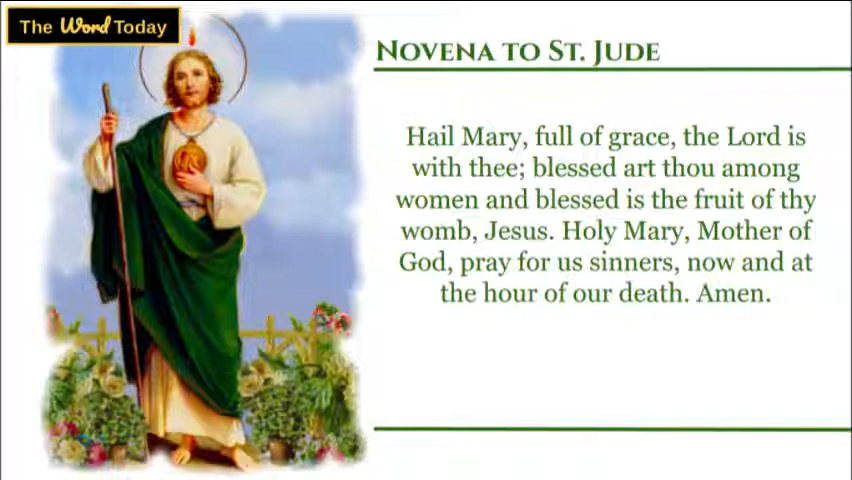 The Word Today
NOVENA TO ST. JUDE
Hail Mary, full of grace, the Lord is
with thee; blessed art thou among
women and blessed is the fruit of thy
womb, Jesus. Holy Mary, Mother of
God, pray for us sinners, now and at
the hour of our death. Amen.